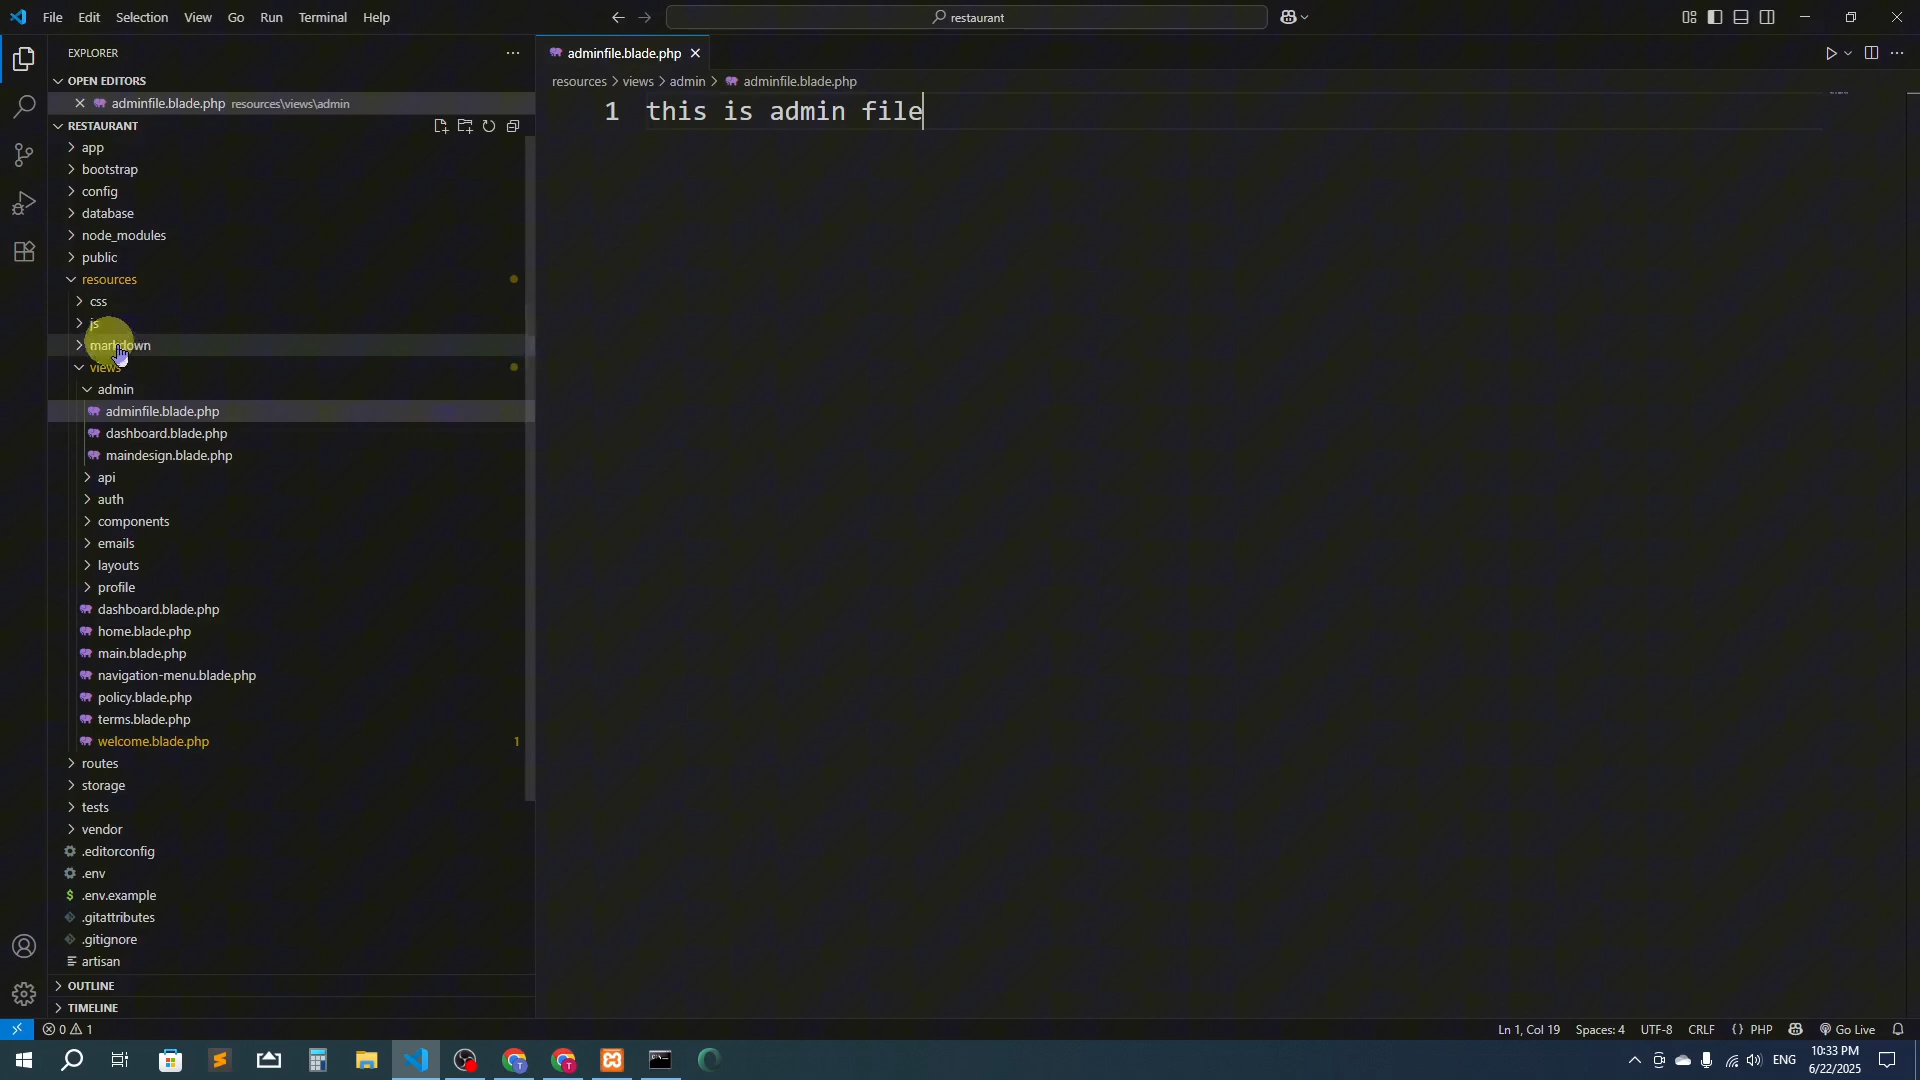 File Edit Selection View Go Run Terminal Help
restaurant
EXPLORER
OPEN EDITORS
adminfile.blade.php resources\views\admin
RESTAURANT
app
bootstrap
config
database
node_modules
public
resources
css
js
markdown
views
admin
adminfile.blade.php
dashboard.blade.php
maindesign.blade.php
api
auth
components
emails
layouts
profile
dashboard.blade.php
home.blade.php
main.blade.php
navigation-menu.blade.php
policy.blade.php
terms.blade.php
welcome.blade.php 1
routes
storage
tests
vendor
.editorconfig
.env
.env.example
.gitattributes
.gitignore
artisan
OUTLINE
TIMELINE
adminfile.blade.php
resources > views > admin > adminfile.blade.php
1 this is admin file
0 1
Ln 1, Col 19 Spaces: 4 UTF-8 CRLF {} PHP Go Live
ENG
10:33 PM
6/22/2025